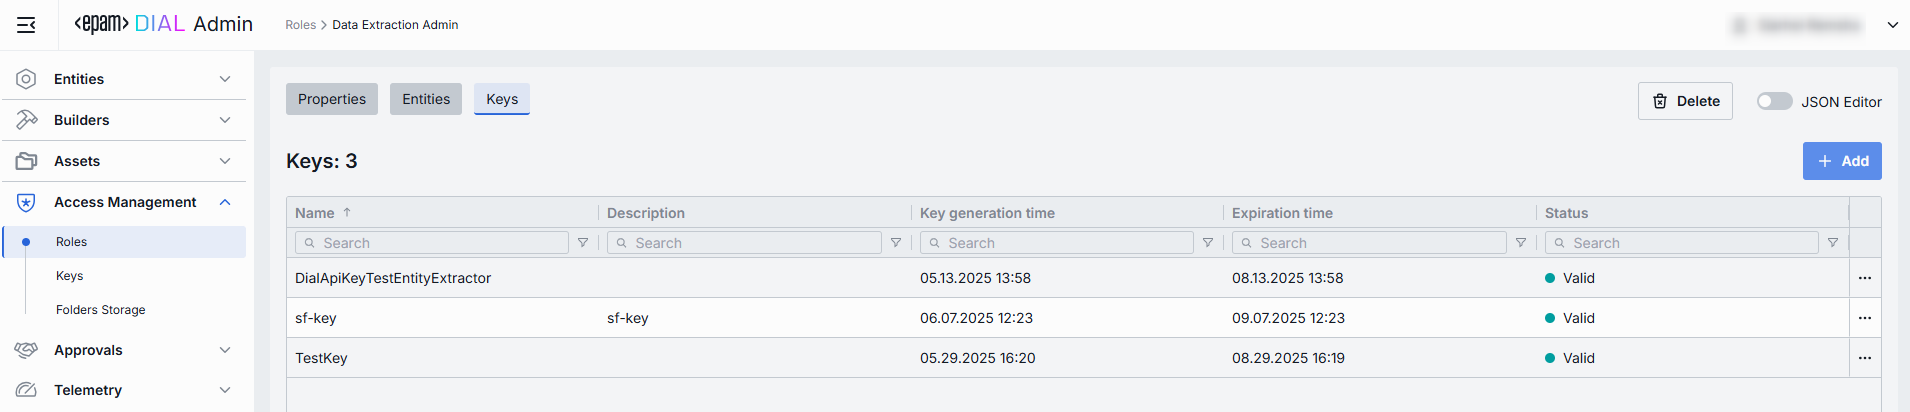 <epam> DIAL Admin
Roles > Data Extraction Admin
Entities
Builders
Assets
Access Management
Roles
Keys
Folders Storage
Approvals
Telemetry
Properties Entities Keys
Delete JSON Editor
Keys: 3
+ Add
Name ↑ Description Key generation time Expiration time Status
Search Search Search Search Search
DialApiKeyTestEntityExtractor 05.13.2025 13:58 08.13.2025 13:58 Valid
sf-key sf-key 06.07.2025 12:23 09.07.2025 12:23 Valid
TestKey 05.29.2025 16:20 08.29.2025 16:19 Valid